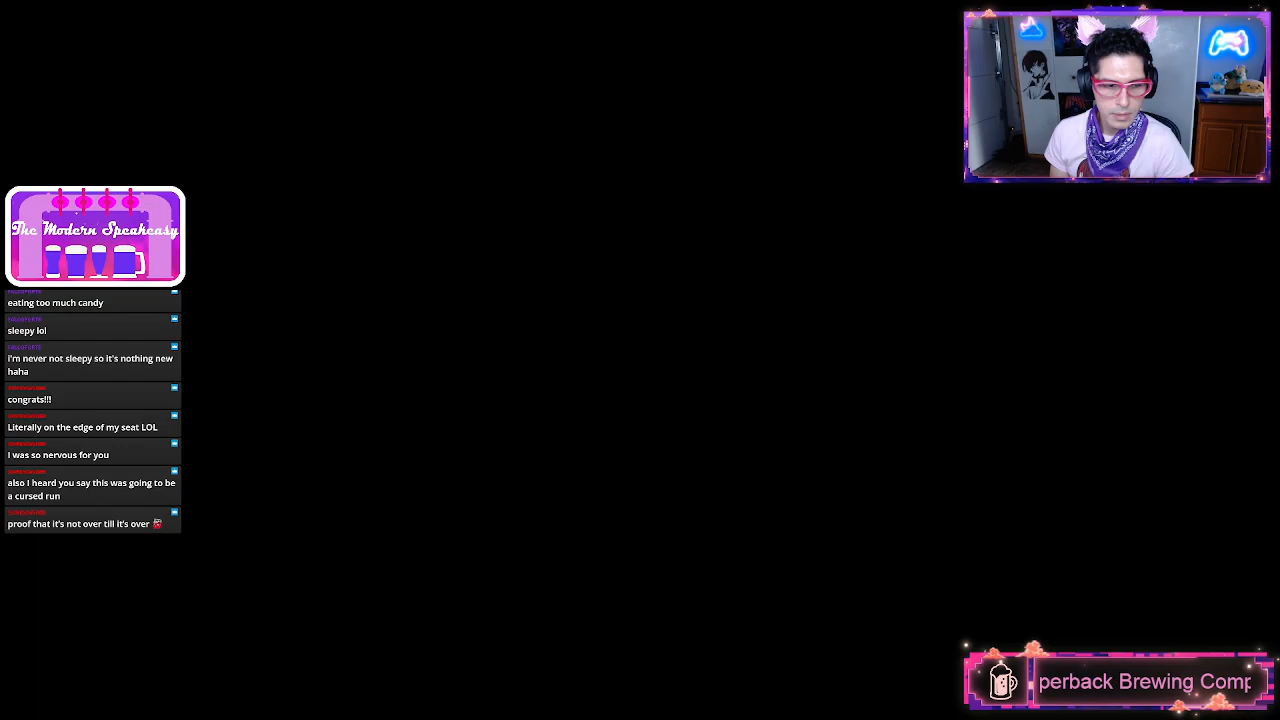 The Modern Speakeasy
eating too much candy
sleepy lol
i'm never not sleepy so it's nothing new
haha
congrats!!!
Literally on the edge of my seat LOL
I was so nervous for you
also I heard you say this was going to be
a cursed run
proof that it's not over till it's over
perback Brewing Comp